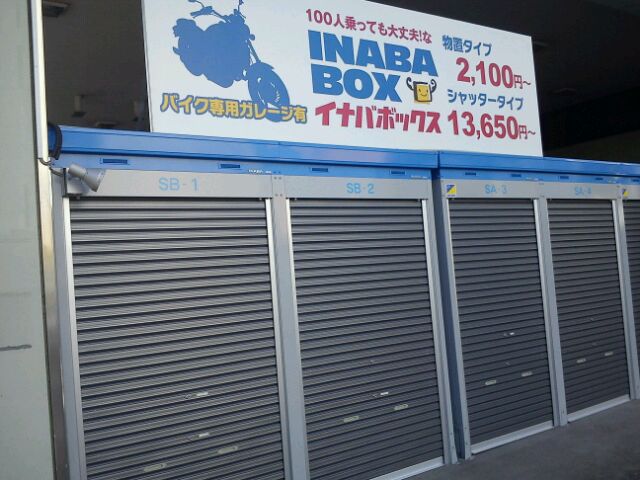 100人乗っても大丈夫!な
INABA
BOX
イナバボックス
バイク専用ガレージ有
物置タイプ
2,100円~
シャッタータイプ
13,650円~
SB-1
SB-2
SA-3
SA-4